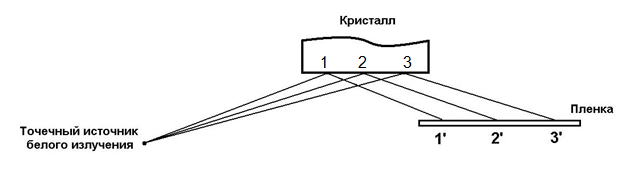 Кристалл
1 2 3
Пленка
1' 2' 3'
Точечный источник
белого излучения